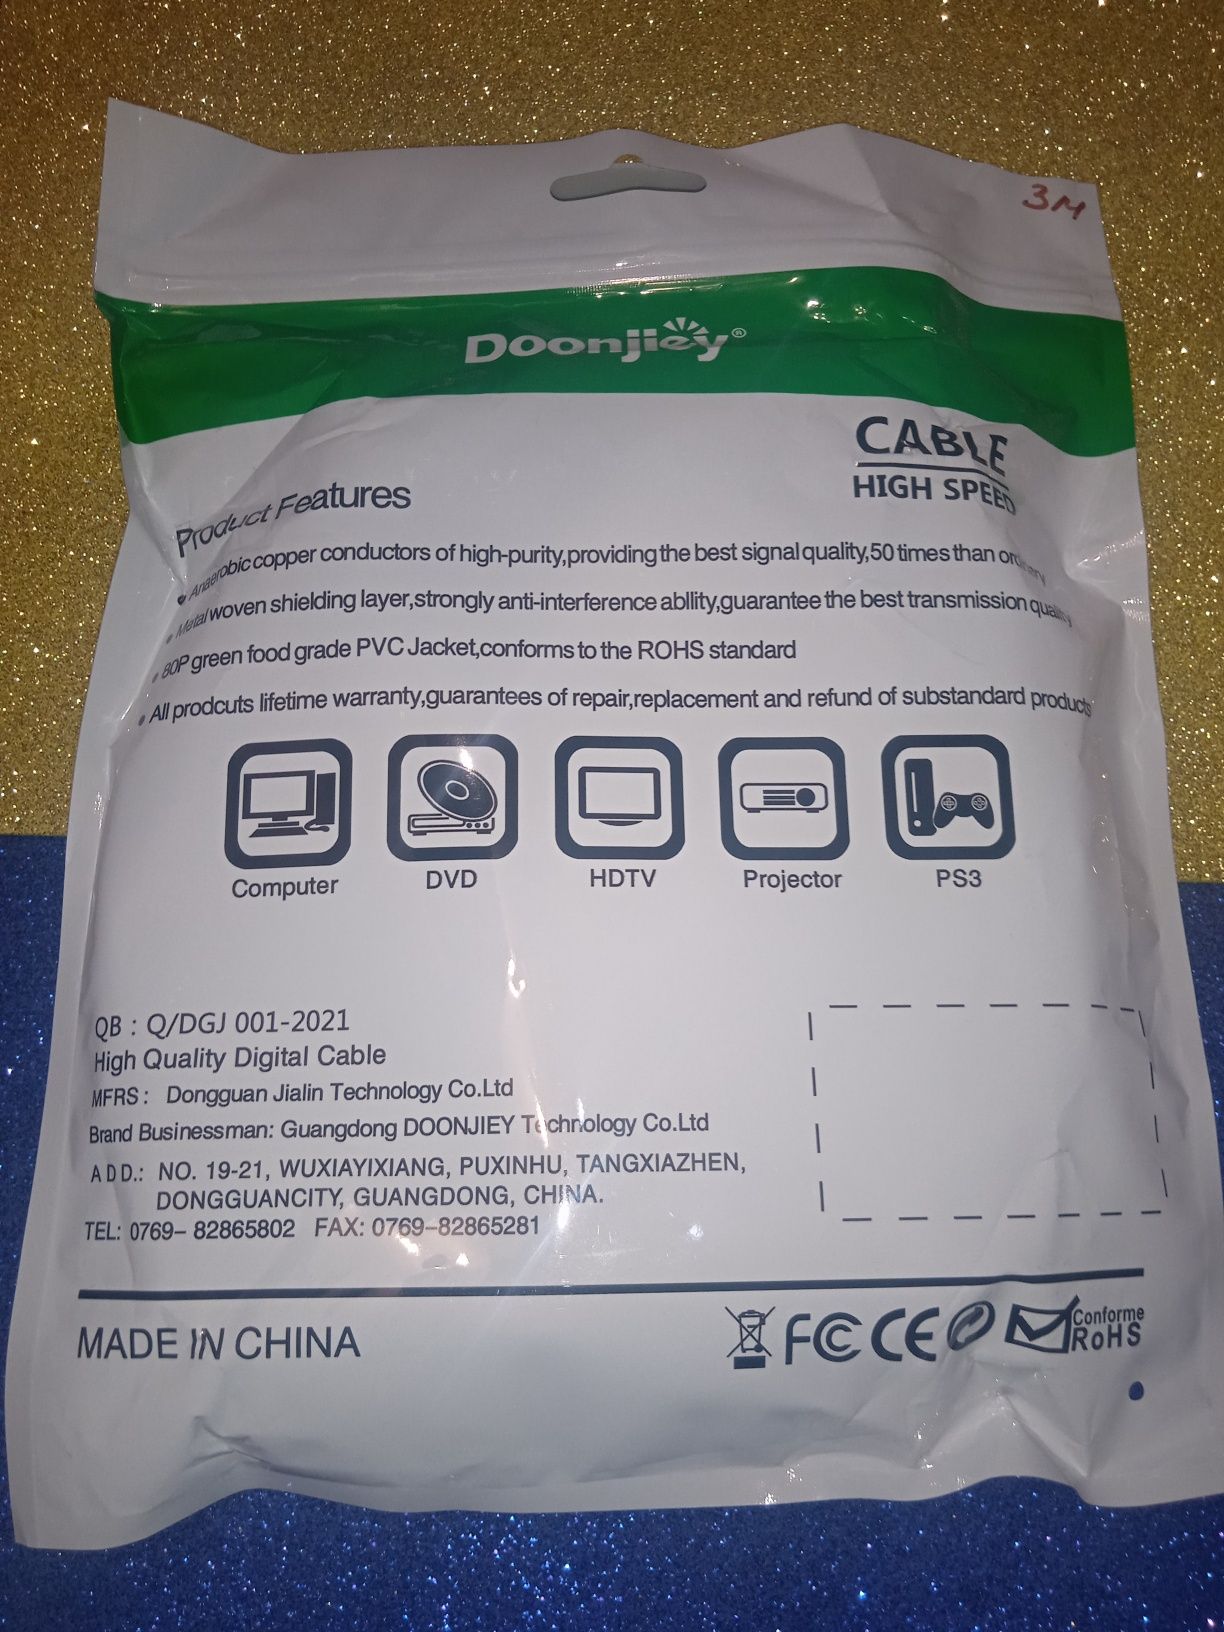 3M
Doonjiey®
CABLE
HIGH SPEED
Product Features
• Anaerobic copper conductors of high-purity,providing the best signal quality,50 times than ordinary
• Metal woven shielding layer,strongly anti-interference abllity,guarantee the best transmission quality
• 80P green food grade PVC Jacket,conforms to the ROHS standard
• All prodcuts lifetime warranty,guarantees of repair,replacement and refund of substandard products
Computer DVD HDTV Projector PS3
QB : Q/DGJ 001-2021
High Quality Digital Cable
MFRS : Dongguan Jialin Technology Co.Ltd
Brand Businessman: Guangdong DOONJIEY Technology Co.Ltd
ADD.: NO. 19-21, WUXIAYIXIANG, PUXINHU, TANGXIAZHEN,
DONGGUANCITY, GUANGDONG, CHINA.
TEL: 0769– 82865802 FAX: 0769–82865281
MADE IN CHINA
FC CE Conforme
RoHS